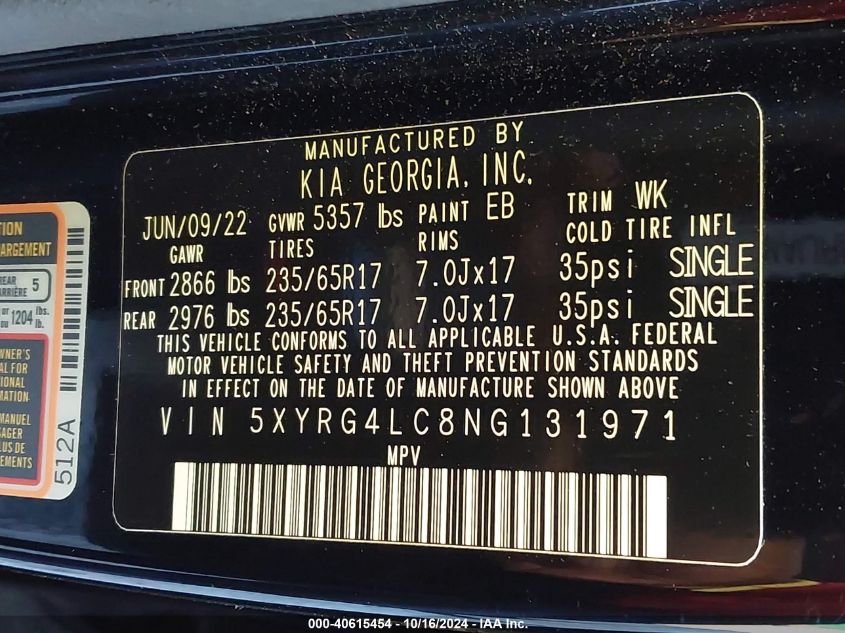 MANUFACTURED BY
KIA GEORGIA, INC.
JUN/09/22 GVWR 5357 lbs PAINT EB TRIM WK
GAWR TIRES RIMS COLD TIRE INFL
FRONT 2866 lbs 235/65R17 7.0Jx17 35psi SINGLE
REAR 2976 lbs 235/65R17 7.0Jx17 35psi SINGLE
THIS VEHICLE CONFORMS TO ALL APPLICABLE U.S.A. FEDERAL
MOTOR VEHICLE SAFETY AND THEFT PREVENTION STANDARDS
IN EFFECT ON THE DATE OF MANUFACTURE SHOWN ABOVE
VIN 5XYRG4LC8NG131971
MPV
5
1204 lbs.
512A
000-40615454 - 10/16/2024 - IAA Inc.